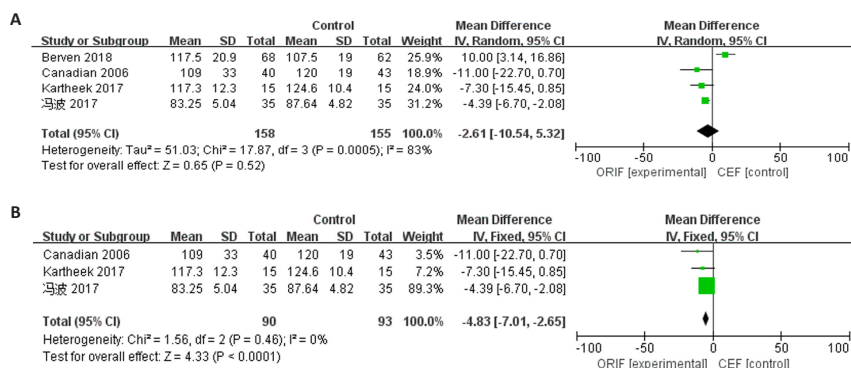 A
Control Mean Difference Mean Difference
Study or Subgroup Mean SD Total Mean SD Total Weight IV, Random, 95% CI IV, Random, 95% CI
Berven 2018 117.5 20.9 68 107.5 19 62 25.9% 10.00 [3.14, 16.86]
Canadian 2006 109 33 40 120 19 43 18.9% -11.00 [-22.70, 0.70]
Kartheek 2017 117.3 12.3 15 124.6 10.4 15 24.0% -7.30 [-15.45, 0.85]
冯波 2017 83.25 5.04 35 87.64 4.82 35 31.2% -4.39 [-6.70, -2.08]
Total (95% CI) 158 155 100.0% -2.61 [-10.54, 5.32]
Heterogeneity: Tau² = 51.03; Chi² = 17.87, df = 3 (P = 0.0005); I² = 83%
Test for overall effect: Z = 0.65 (P = 0.52)
-100 -50 0 50 100
ORIF [experimental] CEF [control]
B
Control Mean Difference Mean Difference
Study or Subgroup Mean SD Total Mean SD Total Weight IV, Fixed, 95% CI IV, Fixed, 95% CI
Canadian 2006 109 33 40 120 19 43 3.5% -11.00 [-22.70, 0.70]
Kartheek 2017 117.3 12.3 15 124.6 10.4 15 7.2% -7.30 [-15.45, 0.85]
冯波 2017 83.25 5.04 35 87.64 4.82 35 89.3% -4.39 [-6.70, -2.08]
Total (95% CI) 90 93 100.0% -4.83 [-7.01, -2.65]
Heterogeneity: Chi² = 1.56, df = 2 (P = 0.46); I² = 0%
Test for overall effect: Z = 4.33 (P < 0.0001)
-100 -50 0 50 100
ORIF [experimental] CEF [control]